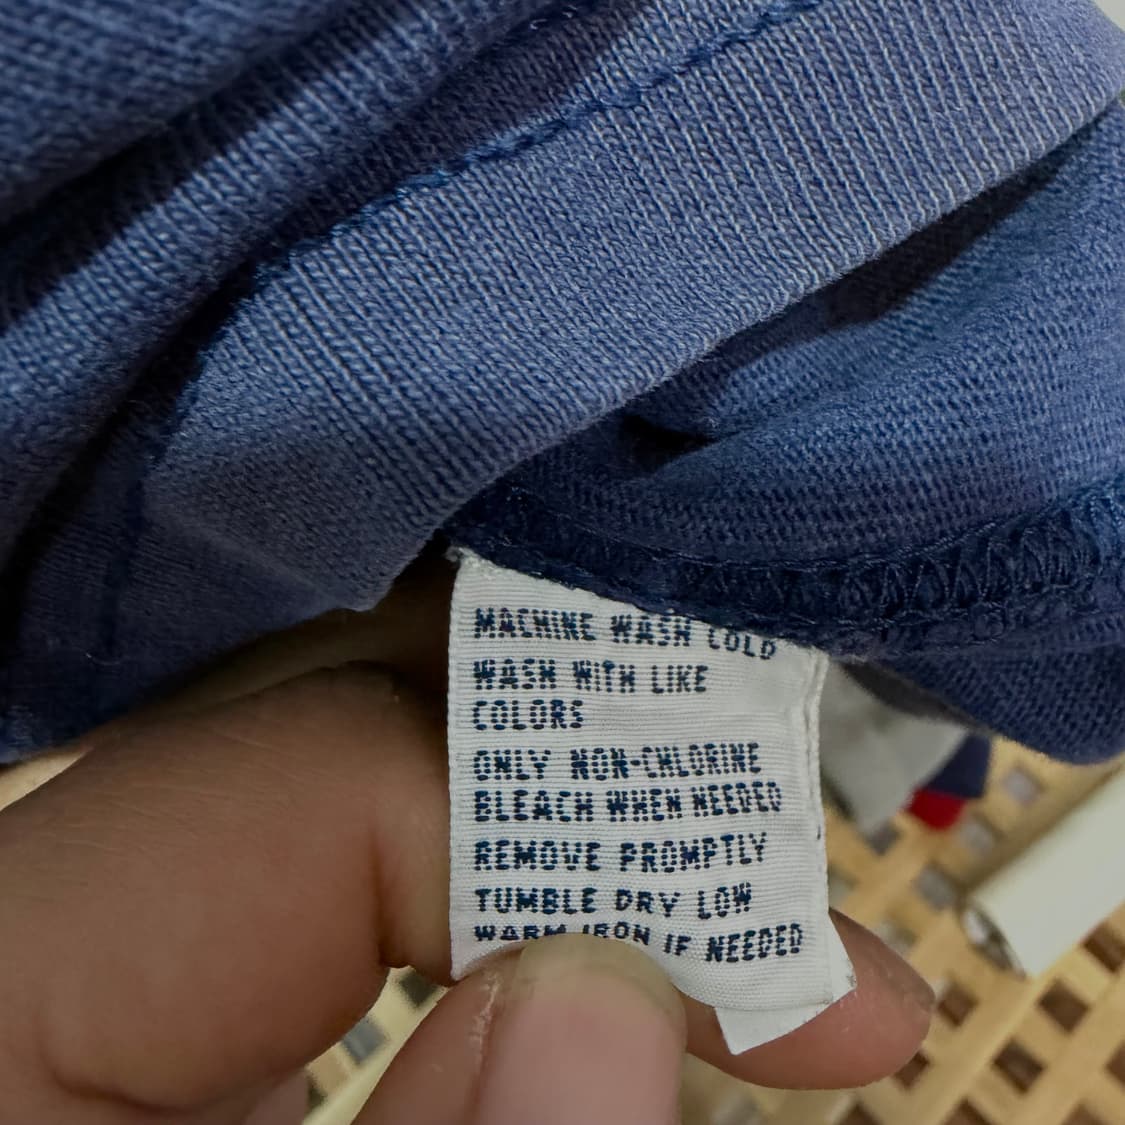 MACHINE WASH COLD
WASH WITH LIKE
COLORS
ONLY NON-CHLORINE
BLEACH WHEN NEEDED
REMOVE PROMPTLY
TUMBLE DRY LOW
WARM IRON IF NEEDED